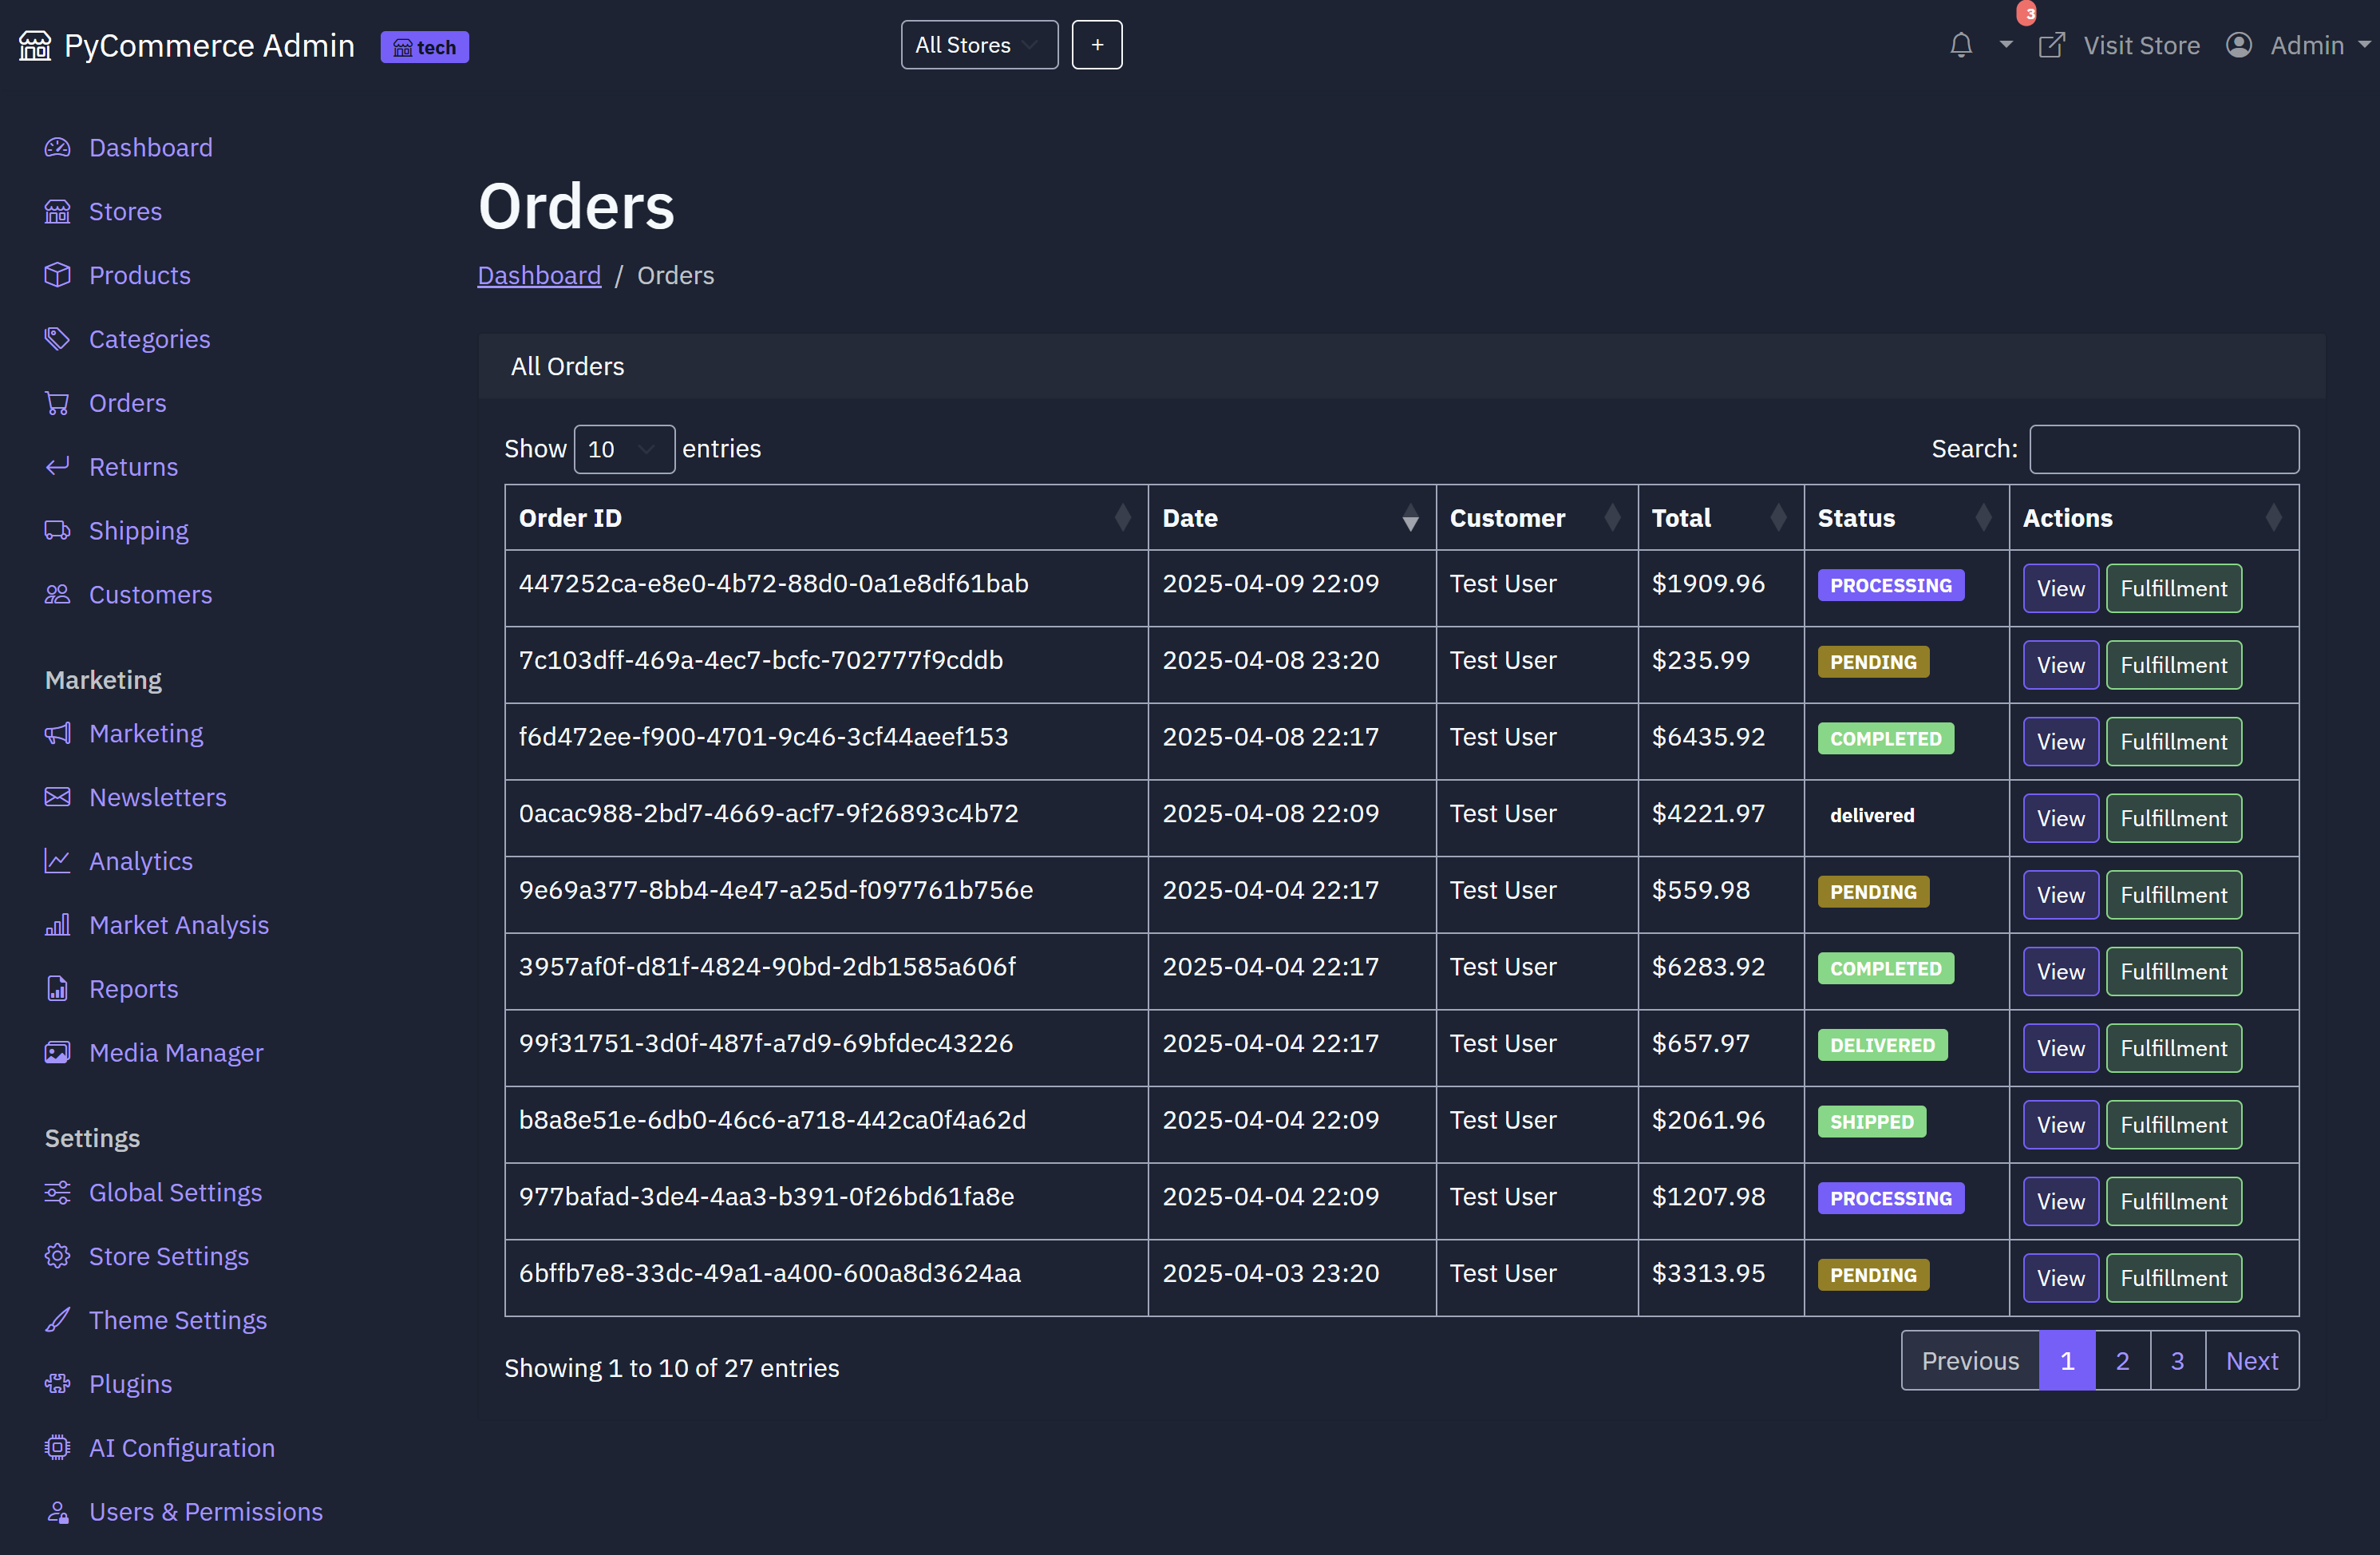 PyCommerce Admin tech All Stores + 3 Visit Store Admin
Dashboard
Stores
Products
Categories
Orders
Returns
Shipping
Customers
Marketing
Marketing
Newsletters
Analytics
Market Analysis
Reports
Media Manager
Settings
Global Settings
Store Settings
Theme Settings
Plugins
AI Configuration
Users & Permissions
Orders
Dashboard / Orders
All Orders
Show 10 entries Search:
Order ID Date Customer Total Status Actions
447252ca-e8e0-4b72-88d0-0a1e8df61bab 2025-04-09 22:09 Test User $1909.96 PROCESSING View Fulfillment
7c103dff-469a-4ec7-bcfc-702777f9cddb 2025-04-08 23:20 Test User $235.99 PENDING View Fulfillment
f6d472ee-f900-4701-9c46-3cf44aeef153 2025-04-08 22:17 Test User $6435.92 COMPLETED View Fulfillment
0acac988-2bd7-4669-acf7-9f26893c4b72 2025-04-08 22:09 Test User $4221.97 delivered View Fulfillment
9e69a377-8bb4-4e47-a25d-f097761b756e 2025-04-04 22:17 Test User $559.98 PENDING View Fulfillment
3957af0f-d81f-4824-90bd-2db1585a606f 2025-04-04 22:17 Test User $6283.92 COMPLETED View Fulfillment
99f31751-3d0f-487f-a7d9-69bfdec43226 2025-04-04 22:17 Test User $657.97 DELIVERED View Fulfillment
b8a8e51e-6db0-46c6-a718-442ca0f4a62d 2025-04-04 22:09 Test User $2061.96 SHIPPED View Fulfillment
977bafad-3de4-4aa3-b391-0f26bd61fa8e 2025-04-04 22:09 Test User $1207.98 PROCESSING View Fulfillment
6bffb7e8-33dc-49a1-a400-600a8d3624aa 2025-04-03 23:20 Test User $3313.95 PENDING View Fulfillment
Showing 1 to 10 of 27 entries Previous 1 2 3 Next